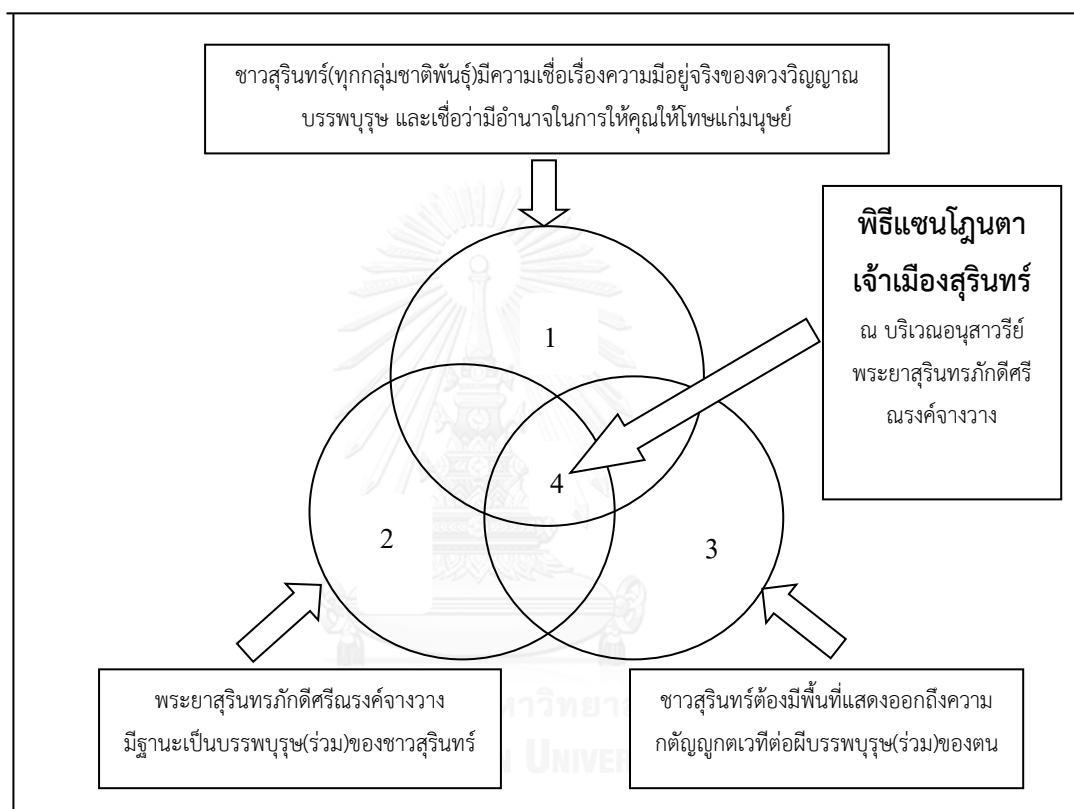 ชาวสุรินทร์(ทุกกลุ่มชาติพันธุ์)มีความเชื่อเรื่องความมีอยู่จริงของดวงวิญญาณ
บรรพบุรุษ และเชื่อว่ามีอำนาจในการให้คุณให้โทษแก่มนุษย์
พิธีแซนโฎนตา
เจ้าเมืองสุรินทร์
ณ บริเวณอนุสาวรีย์
พระยาสุรินทรภักดีศรี
ณรงค์จางวาง
1
4
2
3
พระยาสุรินทรภักดีศรีณรงค์จางวาง
มีฐานะเป็นบรรพบุรุษ(ร่วม)ของชาวสุรินทร์
ชาวสุรินทร์ต้องมีพื้นที่แสดงออกถึงความ
กตัญญูกตเวทีต่อผีบรรพบุรุษ(ร่วม)ของตน